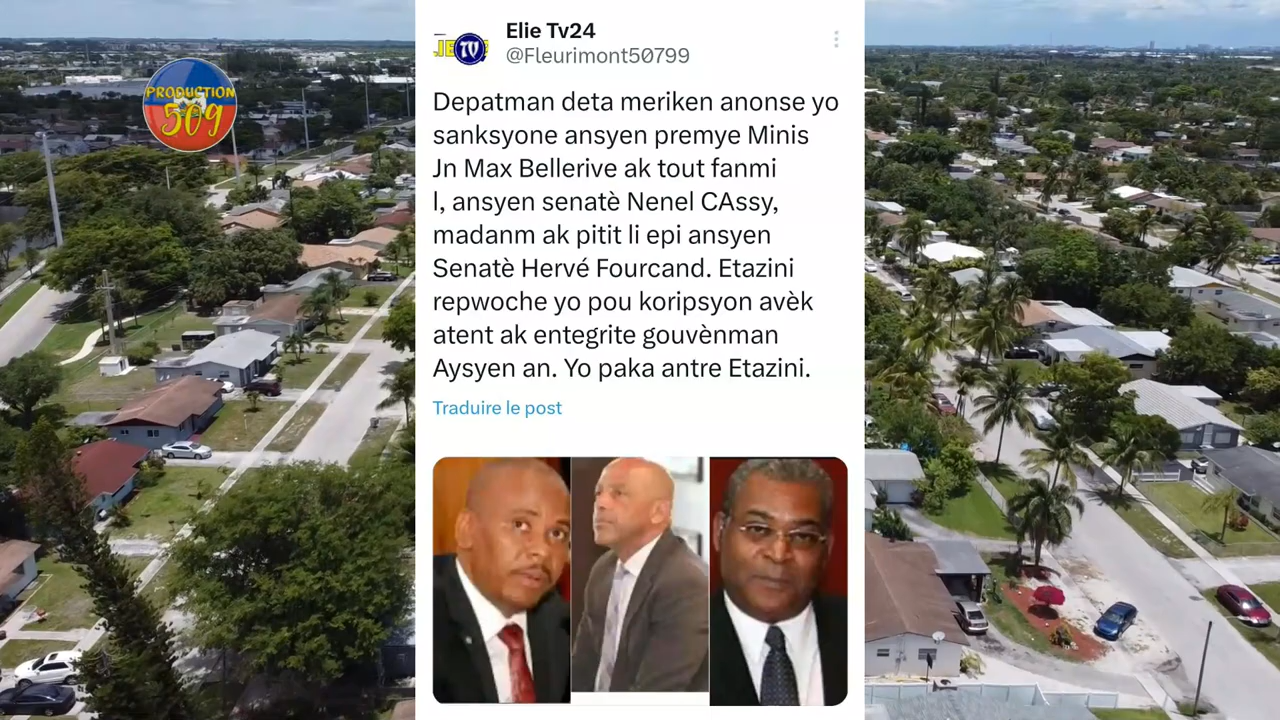 PRODUCTION
509
TV
Elie Tv24
@Fleurimont50799
Depatman deta meriken anonse yo
sanksyone ansyen premye Minis
Jn Max Bellerive ak tout fanmi
l, ansyen senatè Nenel CAssy,
madanm ak pitit li epi ansyen
Senatè Hervé Fourcand. Etazini
repwoche yo pou koripsyon avèk
atent ak entegrite gouvènman
Aysyen an. Yo paka antre Etazini.
Traduire le post